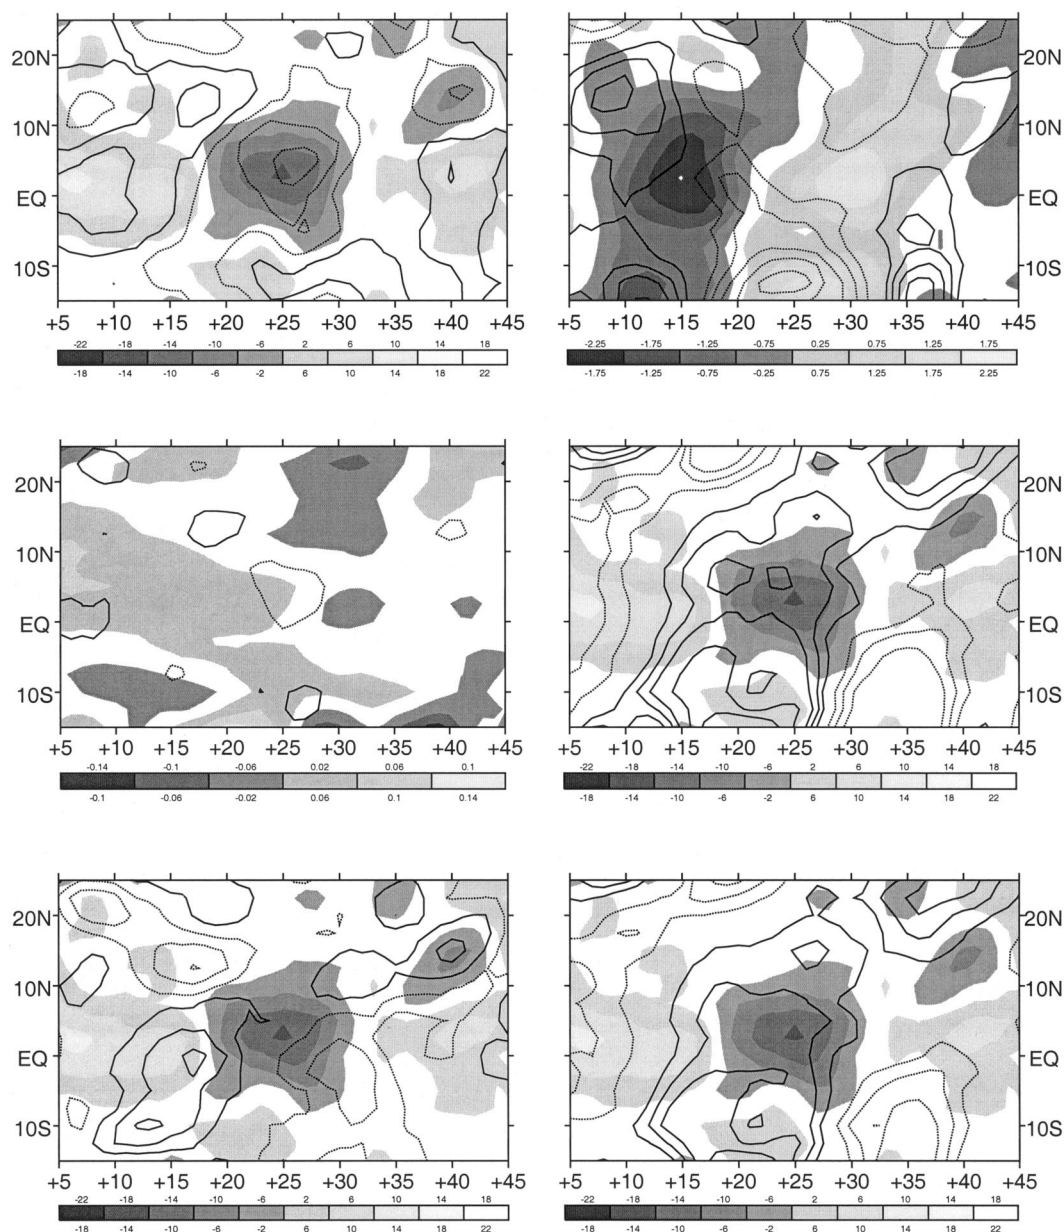 20N
10N
EQ
10S
+5 +10 +15 +20 +25 +30 +35 +40 +45
-22 -18 -14 -10 -6 2 6 10 14 18
-18 -14 -10 -6 -2 6 10 14 18 22
20N
10N
EQ
10S
+5 +10 +15 +20 +25 +30 +35 +40 +45
-2.25 -1.75 -1.25 -0.75 0.25 0.75 1.25 1.75
-1.75 -1.25 -0.75 -0.25 0.75 1.25 1.75 2.25
20N
10N
EQ
10S
+5 +10 +15 +20 +25 +30 +35 +40 +45
-0.14 -0.1 -0.06 0.02 0.06 0.1
-0.1 -0.06 -0.02 0.06 0.1 0.14
20N
10N
EQ
10S
+5 +10 +15 +20 +25 +30 +35 +40 +45
-22 -18 -14 -10 -6 2 6 10 14 18
-18 -14 -10 -6 -2 6 10 14 18 22
20N
10N
EQ
10S
+5 +10 +15 +20 +25 +30 +35 +40 +45
-22 -18 -14 -10 -6 2 6 10 14 18
-18 -14 -10 -6 -2 6 10 14 18 22
20N
10N
EQ
10S
+5 +10 +15 +20 +25 +30 +35 +40 +45
-22 -18 -14 -10 -6 2 6 10 14 18
-18 -14 -10 -6 -2 6 10 14 18 22